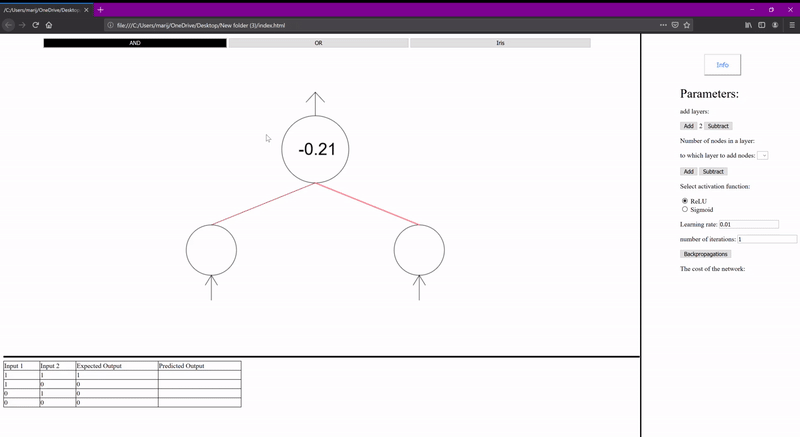 /C:/Users/marij/OneDrive/Desktop/
file:///C:/Users/marij/OneDrive/Desktop/New folder (3)/index.html
AND OR Iris
Info
Parameters:
add layers:
Add 2 Subtract
Number of nodes in a layer:
to which layer to add nodes:
Add Subtract
Select activation function:
ReLU
Sigmoid
Learning rate: 0.01
number of iterations: 1
Backpropagations
The cost of the network:
-0.21
Input 1 Input 2 Expected Output Predicted Output
1 1 1
1 0 0
0 1 0
0 0 0